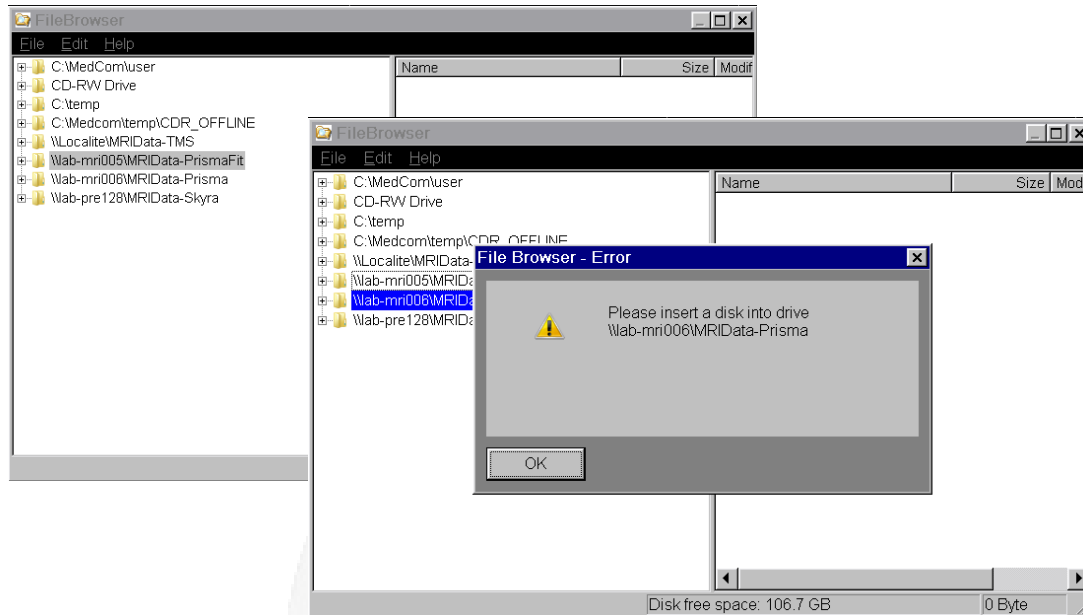 FileBrowser
File Edit Help
C:\MedCom\user
CD-RW Drive
C:\temp
C:\Medcom\temp\CDR_OFFLINE
\\Localite\MRIData-TMS
\\lab-mri005\MRIData-PrismaFit
\\lab-mri006\MRIData-Prisma
\\lab-pre128\MRIData-Skyra
Name Size Modif
FileBrowser
File Edit Help
C:\MedCom\user
CD-RW Drive
C:\temp
C:\Medcom\temp\CDR_OFFLINE
\\Localite\MRIData-
\\lab-mri005\MRIDa
\\lab-mri006\MRIDa
\\lab-pre128\MRIDa
Name Size Mod
File Browser - Error
Please insert a disk into drive
\\lab-mri006\MRIData-Prisma
OK
Disk free space: 106.7 GB 0 Byte